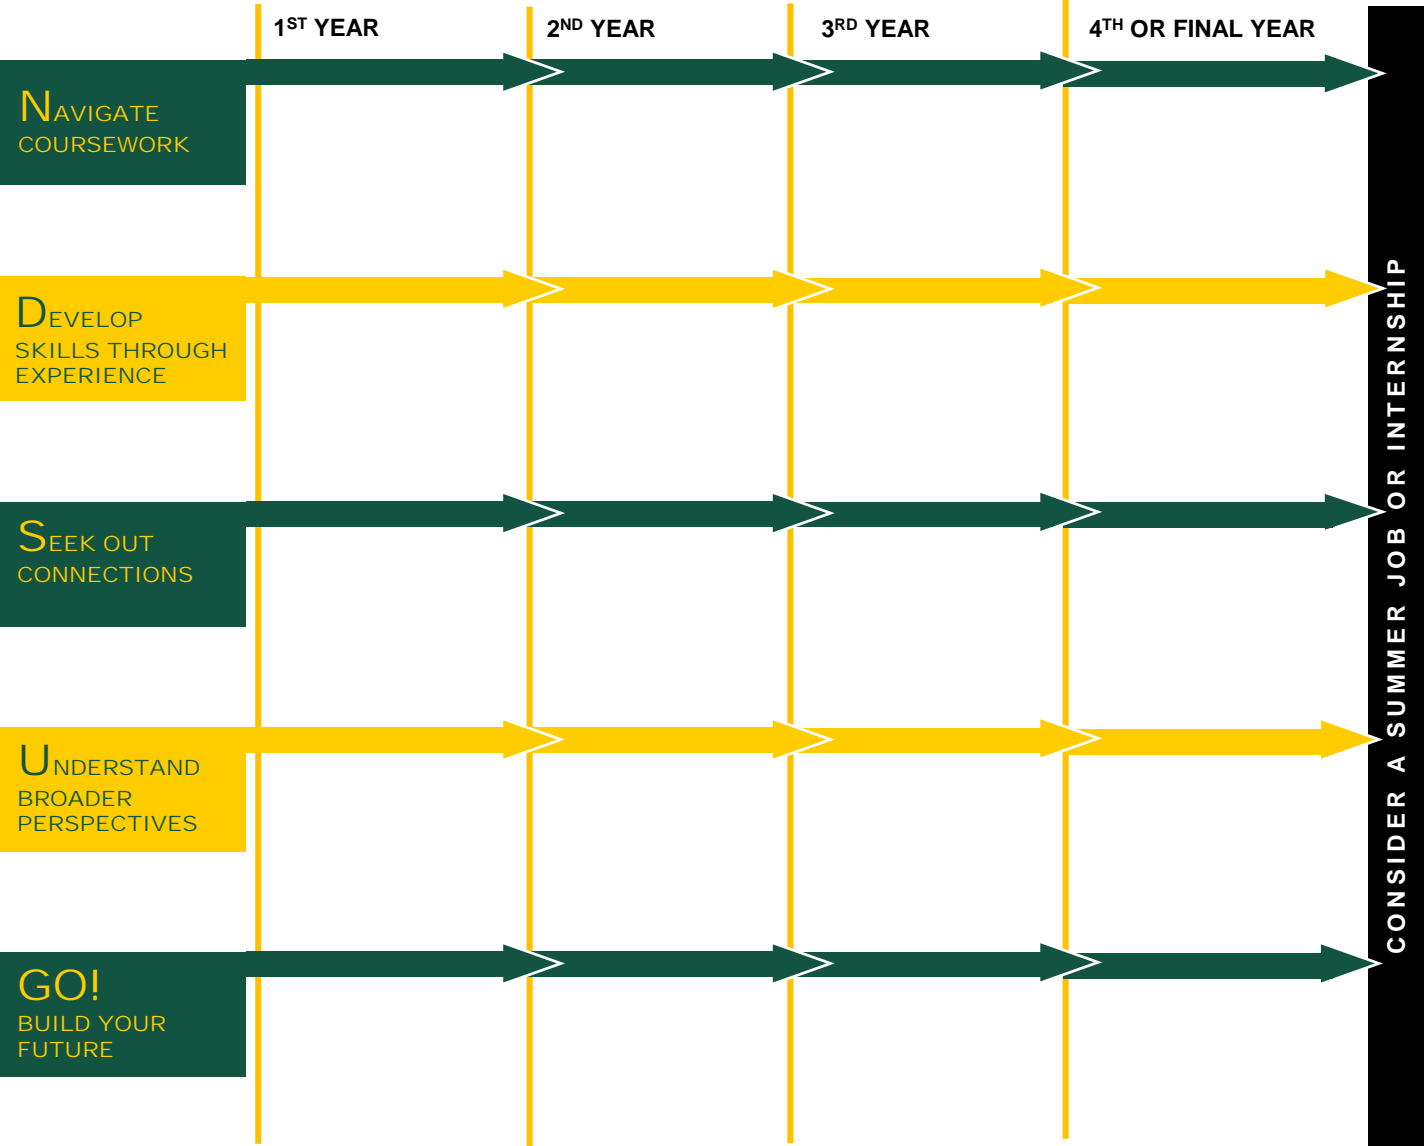 1ST YEAR
2ND YEAR
3RD YEAR
4TH OR FINAL YEAR
NAVIGATE
COURSEWORK
DEVELOP
SKILLS THROUGH
EXPERIENCE
SEEK OUT
CONNECTIONS
UNDERSTAND
BROADER
PERSPECTIVES
GO!
BUILD YOUR
FUTURE
CONSIDER A SUMMER JOB OR INTERNSHIP